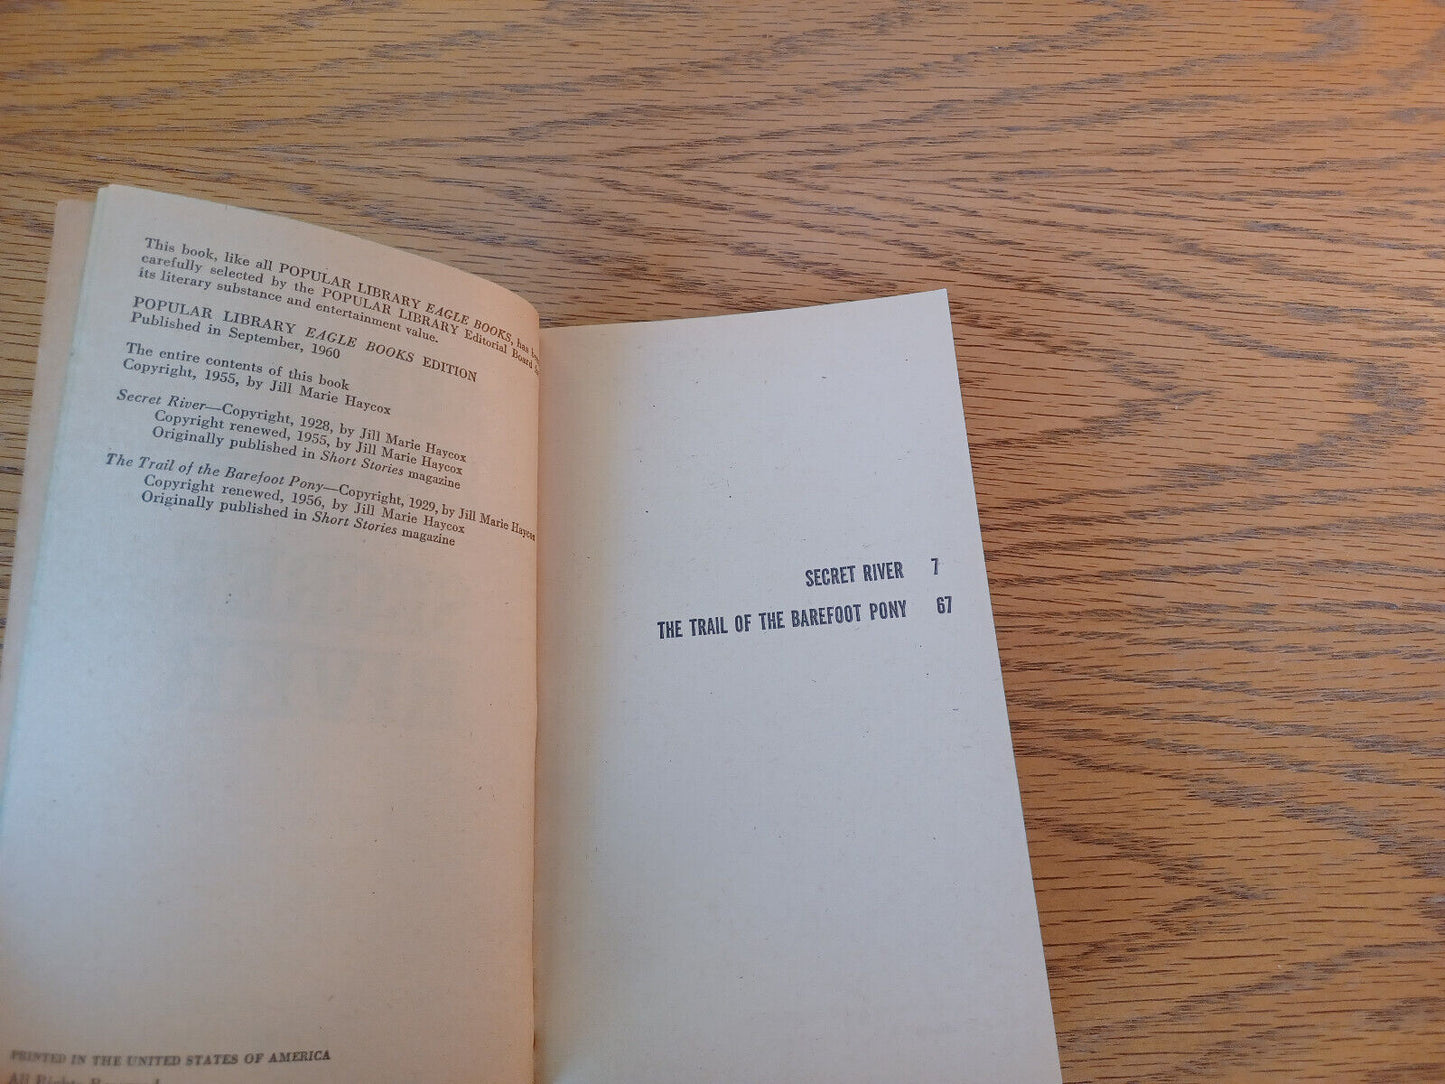 This book, like all POPULAR LIBRARY EAGLE BOOKS, has
carefully selected by the POPULAR LIBRARY Editorial Board
its literary substance and entertainment value.
POPULAR LIBRARY EAGLE BOOKS EDITION
Published in September, 1960
The entire contents of this book
Copyright, 1955, by Jill Marie Haycox
Secret River—Copyright, 1928, by Jill Marie Haycox
Copyright renewed, 1955, by Jill Marie Haycox
Originally published in Short Stories magazine
The Trail of the Barefoot Pony—Copyright, 1929, by Jill Marie Haycox
Copyright renewed, 1956, by Jill Marie Haycox
Originally published in Short Stories magazine
PRINTED IN THE UNITED STATES OF AMERICA
All Rights
SECRET RIVER 7
THE TRAIL OF THE BAREFOOT PONY 67